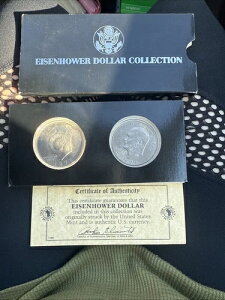 EISENHOWER DOLLAR COLLECTION
Certificate of Authenticity
This certificate guarantees that this
EISENHOWER DOLLAR
included in this collection was
originally struck by the United States
Mint and is authentic U.S. currency.